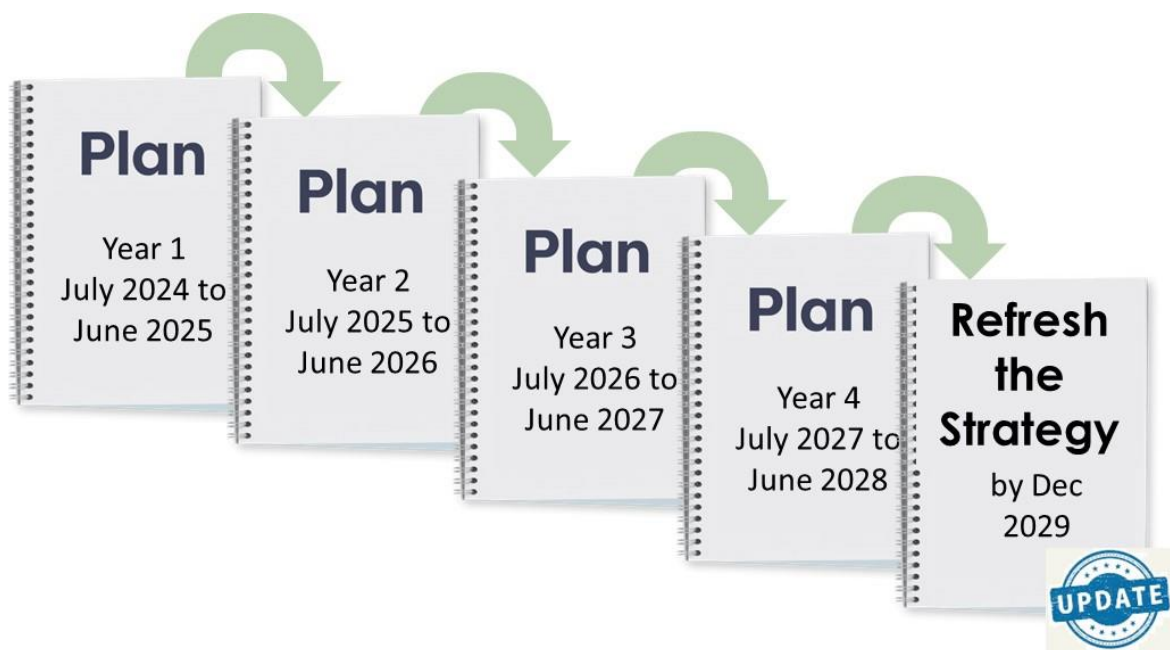 Plan
Year 1
July 2024 to
June 2025
Plan
Year 2
July 2025 to
June 2026
Plan
Year 3
July 2026 to
June 2027
Plan
Year 4
July 2027 to
June 2028
Refresh
the
Strategy
by Dec
2029
UPDATE